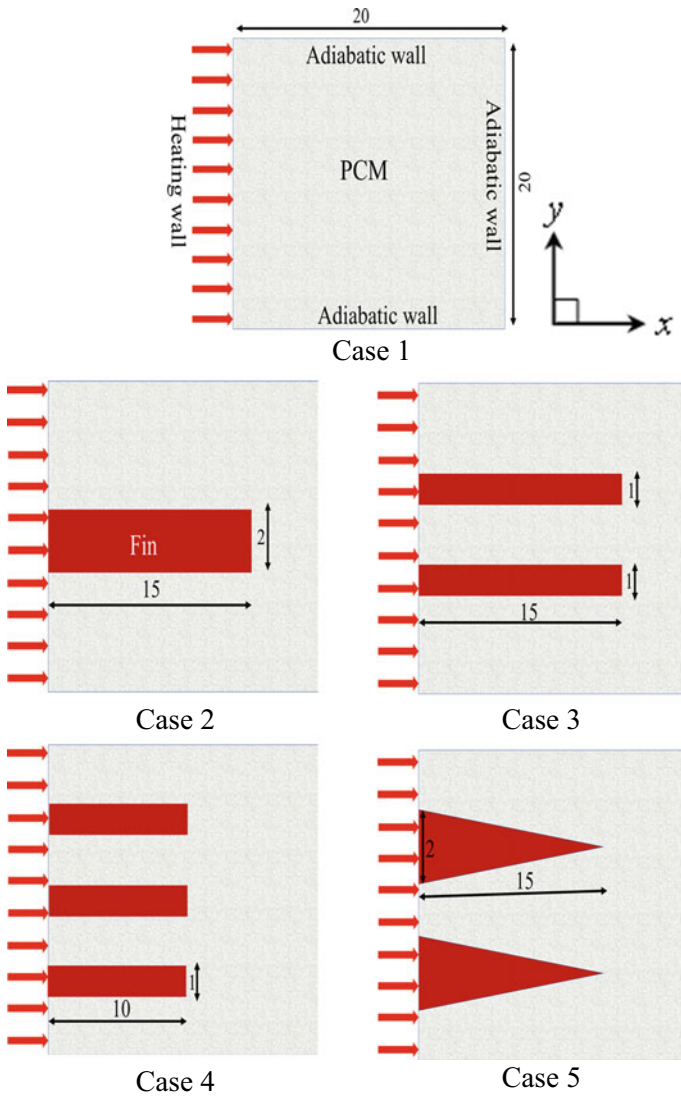 20
Adiabatic wall
Heating wall
PCM
Adiabatic wall
20
Adiabatic wall
y
x
Case 1
Fin
2
15
Case 2
1
1
15
Case 3
1
10
Case 4
2
15
Case 5